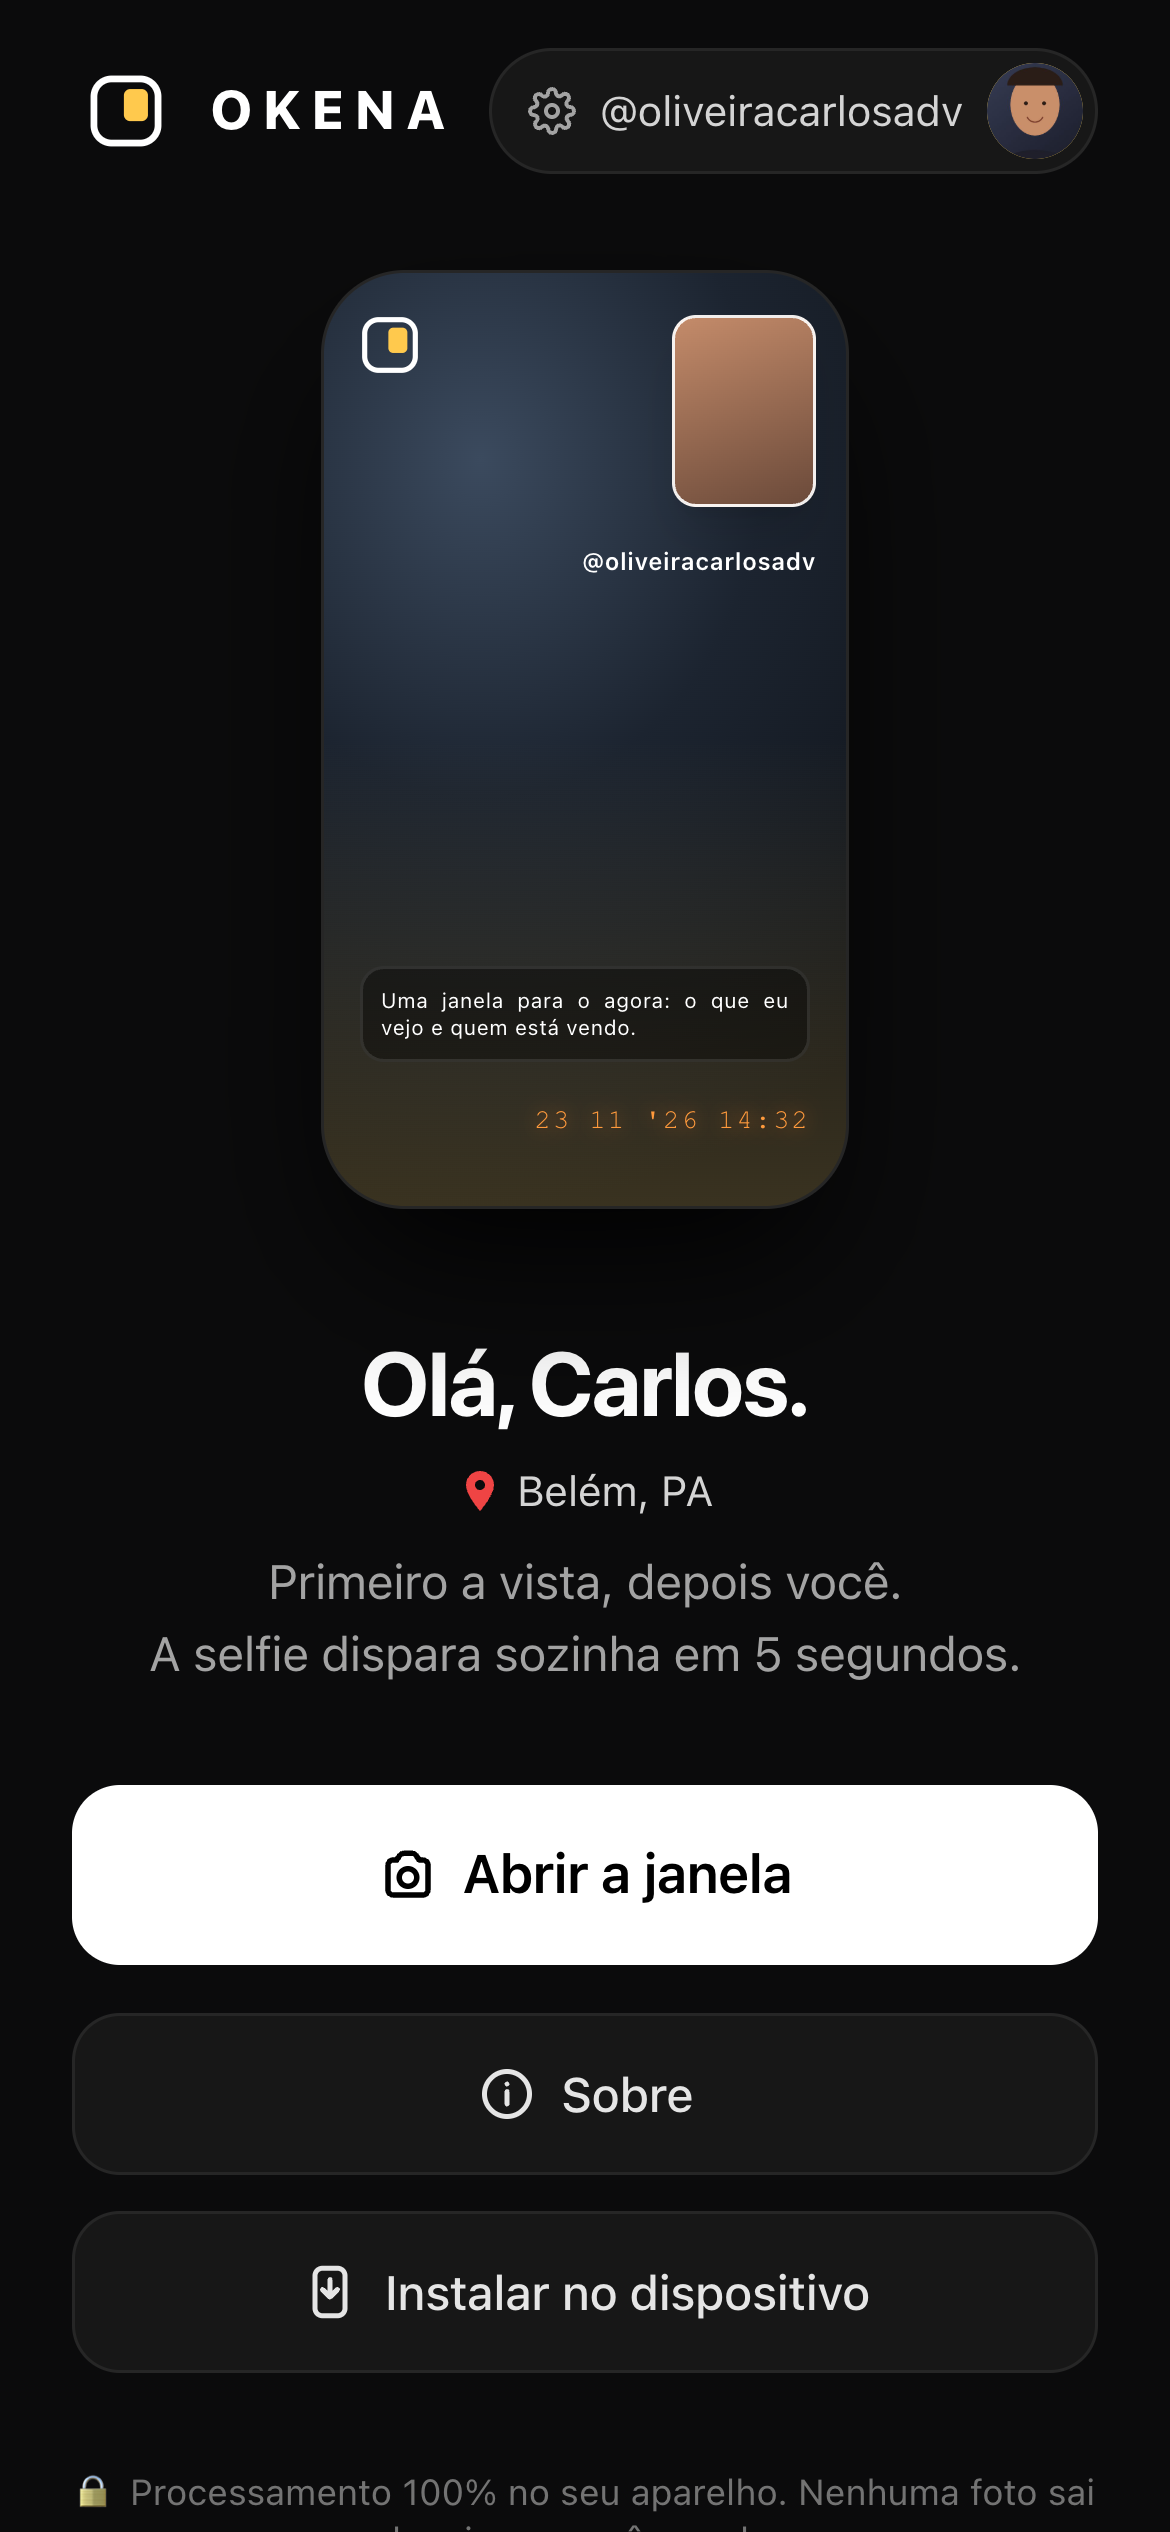 OKENA
@oliveiracarlosadv
@oliveiracarlosadv
Uma janela para o agora: o que eu
vejo e quem está vendo.
23 11 '26 14:32
Olá, Carlos.
Belém, PA
Primeiro a vista, depois você.
A selfie dispara sozinha em 5 segundos.
Abrir a janela
Sobre
Instalar no dispositivo
Processamento 100% no seu aparelho. Nenhuma foto sai